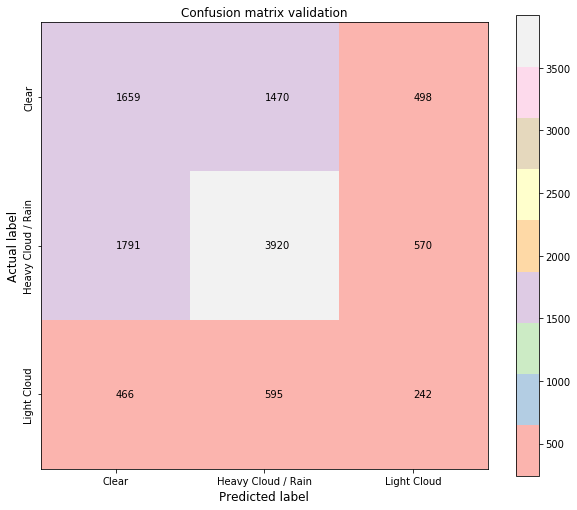 Confusion matrix validation
Clear
1659
1470
498
Heavy Cloud / Rain
1791
3920
570
Light Cloud
466
595
242
Actual label
Clear
Heavy Cloud / Rain
Light Cloud
Predicted label
3500
3000
2500
2000
1500
1000
500